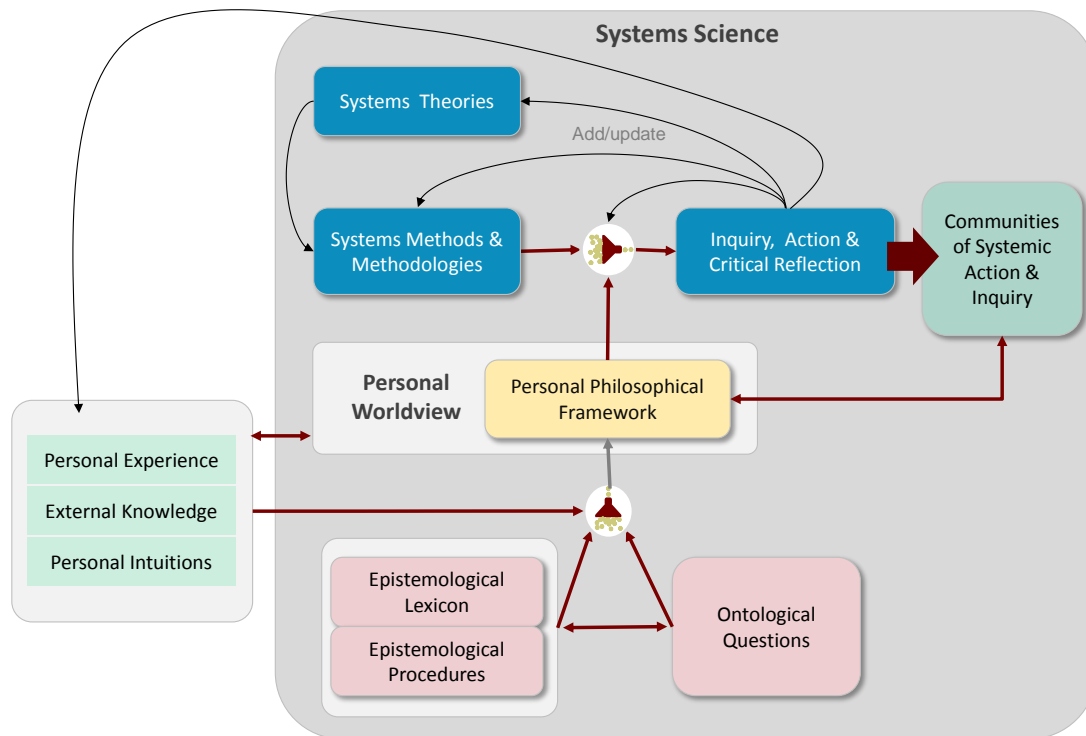 Systems Science
Systems Theories
Add/update
Systems Methods &
Methodologies
Inquiry, Action &
Critical Reflection
Communities
of Systemic
Action &
Inquiry
Personal
Worldview
Personal Philosophical
Framework
Personal Experience
External Knowledge
Personal Intuitions
Epistemological
Lexicon
Epistemological
Procedures
Ontological
Questions